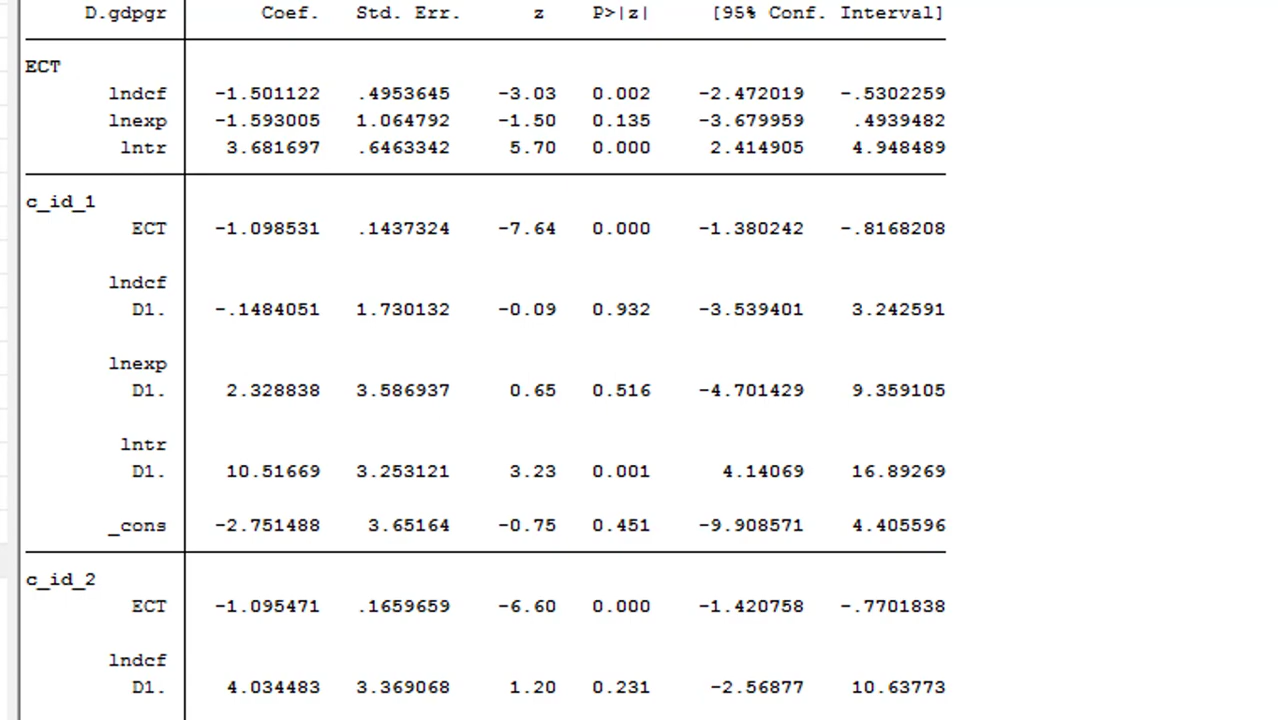 D.gdpgr Coef. Std. Err. z P>|z| [95% Conf. Interval]
ECT
lndcf -1.501122 .4953645 -3.03 0.002 -2.472019 -.5302259
lnexp -1.593005 1.064792 -1.50 0.135 -3.679959 .4939482
lntr 3.681697 .6463342 5.70 0.000 2.414905 4.948489
c_id_1
ECT -1.098531 .1437324 -7.64 0.000 -1.380242 -.8168208
lndcf
D1. -.1484051 1.730132 -0.09 0.932 -3.539401 3.242591
lnexp
D1. 2.328838 3.586937 0.65 0.516 -4.701429 9.359105
lntr
D1. 10.51669 3.253121 3.23 0.001 4.14069 16.89269
_cons -2.751488 3.65164 -0.75 0.451 -9.908571 4.405596
c_id_2
ECT -1.095471 .1659659 -6.60 0.000 -1.420758 -.7701838
lndcf
D1. 4.034483 3.369068 1.20 0.231 -2.56877 10.63773